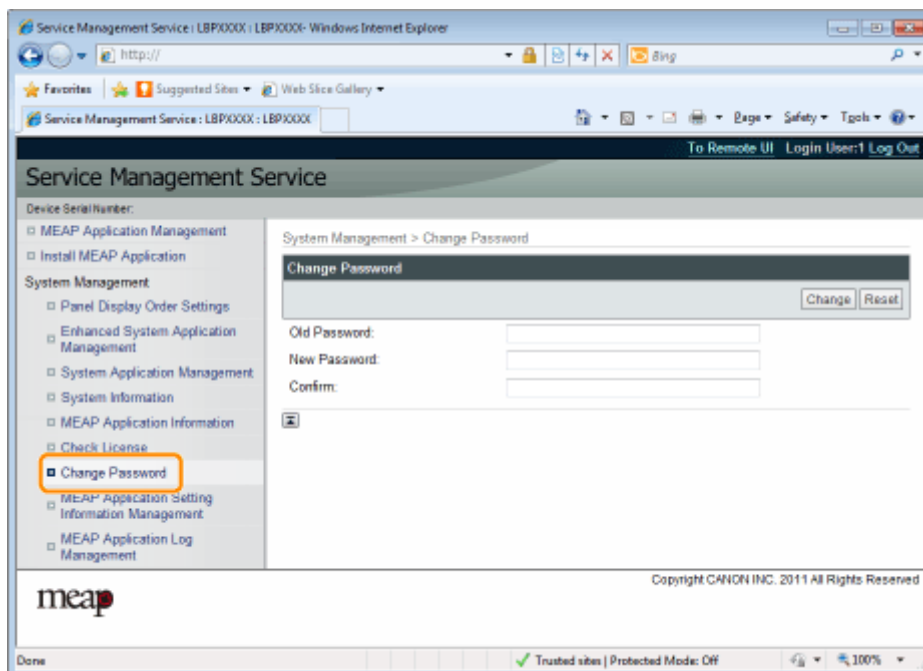 Service Management Service : LBPXXXX : LBPXXXX- Windows Internet Explorer
http://
Bing
Favorites Suggested Sites Web Slice Gallery
Service Management Service : LBPXXXX : LBPXXXX Page Safety Tools
To Remote UI Login User:1 Log Out
Service Management Service
Device Serial Number:
MEAP Application Management
Install MEAP Application
System Management
Panel Display Order Settings
Enhanced System Application
Management
System Application Management
System Information
MEAP Application Information
Check License
Change Password
MEAP Application Setting
Information Management
MEAP Application Log
Management
System Management > Change Password
Change Password
Change Reset
Old Password:
New Password:
Confirm:
Copyright CANON INC. 2011 All Rights Reserved
meap
Done Trusted sites | Protected Mode: Off 100%